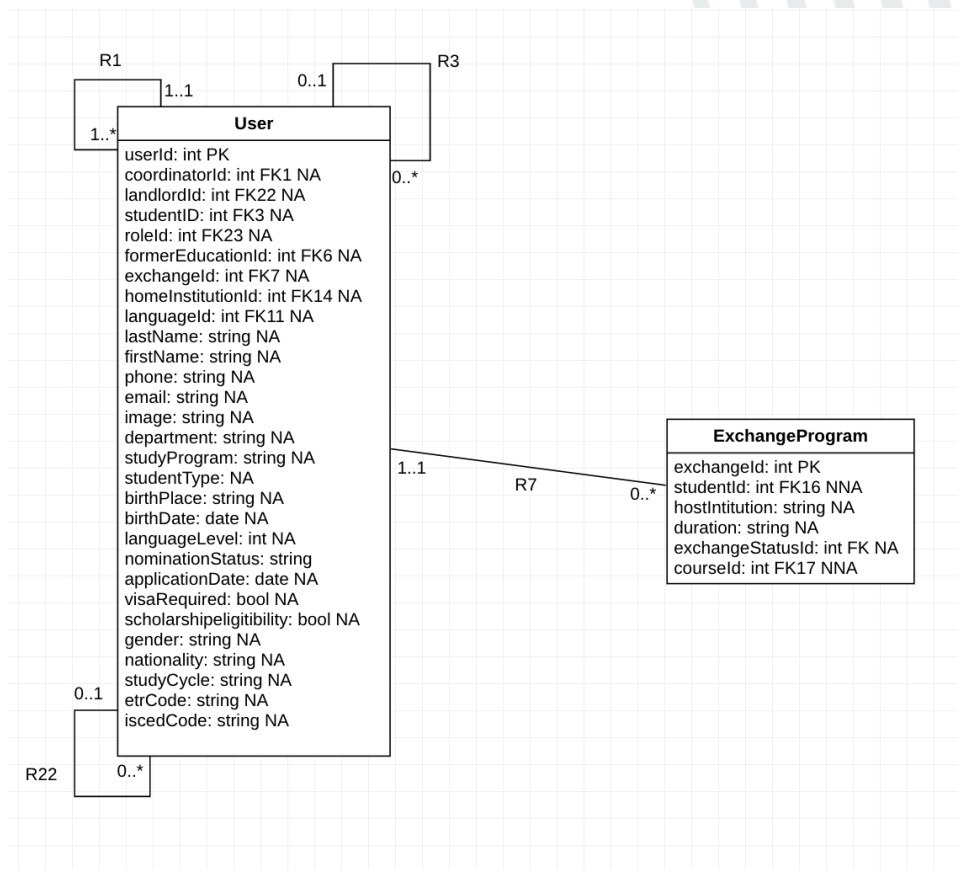 R1
R3
0..1
1..1
1..*
User
0..*
userId: int PK
coordinatorId: int FK1 NA
landlordId: int FK22 NA
studentID: int FK3 NA
roleId: int FK23 NA
formerEducationId: int FK6 NA
exchangeId: int FK7 NA
homeInstitutionId: int FK14 NA
languageId: int FK11 NA
lastName: string NA
firstName: string NA
phone: string NA
email: string NA
image: string NA
department: string NA
studyProgram: string NA
studentType: NA
birthPlace: string NA
birthDate: date NA
languageLevel: int NA
nominationStatus: string
applicationDate: date NA
visaRequired: bool NA
scholarshipeligitibility: bool NA
gender: string NA
nationality: string NA
studyCycle: string NA
etrCode: string NA
iscedCode: string NA
1..1
R7
0..*
ExchangeProgram
exchangeId: int PK
studentId: int FK16 NNA
hostIntitution: string NA
duration: string NA
exchangeStatusId: int FK NA
courseId: int FK17 NNA
0..1
R22
0..*